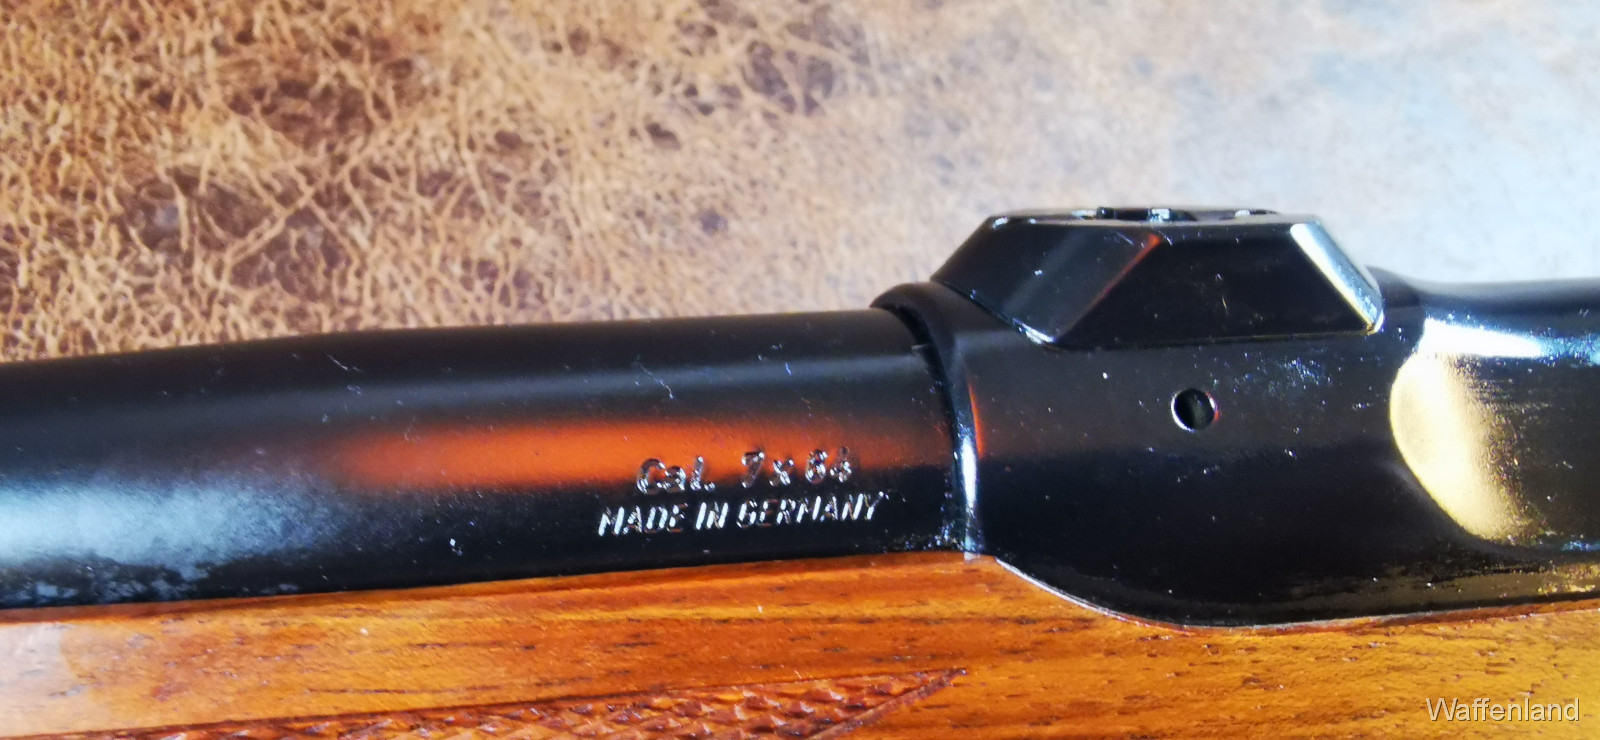 Cal. 7x64
MADE IN GERMANY
Waffenland